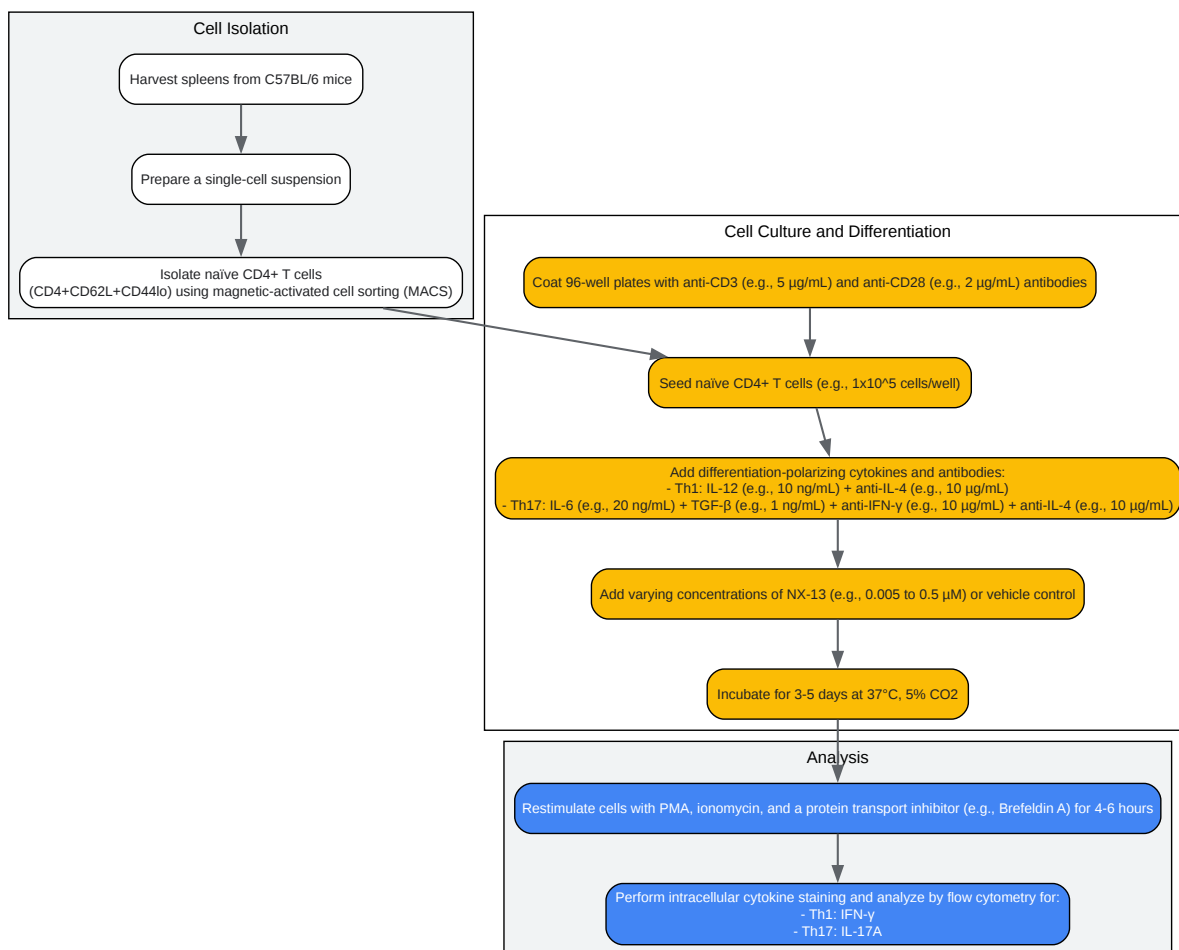 Cell Isolation
Harvest spleens from C57BL/6 mice
Prepare a single-cell suspension
Isolate naïve CD4+ T cells
(CD4+CD62L+CD44lo) using magnetic-activated cell sorting (MACS)
Cell Culture and Differentiation
Coat 96-well plates with anti-CD3 (e.g., 5 µg/mL) and anti-CD28 (e.g., 2 µg/mL) antibodies
Seed naïve CD4+ T cells (e.g., 1x10^5 cells/well)
Add differentiation-polarizing cytokines and antibodies:
- Th1: IL-12 (e.g., 10 ng/mL) + anti-IL-4 (e.g., 10 µg/mL)
- Th17: IL-6 (e.g., 20 ng/mL) + TGF-β (e.g., 1 ng/mL) + anti-IFN-γ (e.g., 10 µg/mL) + anti-IL-4 (e.g., 10 µg/mL)
Add varying concentrations of NX-13 (e.g., 0.005 to 0.5 µM) or vehicle control
Incubate for 3-5 days at 37°C, 5% CO2
Analysis
Restimulate cells with PMA, ionomycin, and a protein transport inhibitor (e.g., Brefeldin A) for 4-6 hours
Perform intracellular cytokine staining and analyze by flow cytometry for:
- Th1: IFN-γ
- Th17: IL-17A